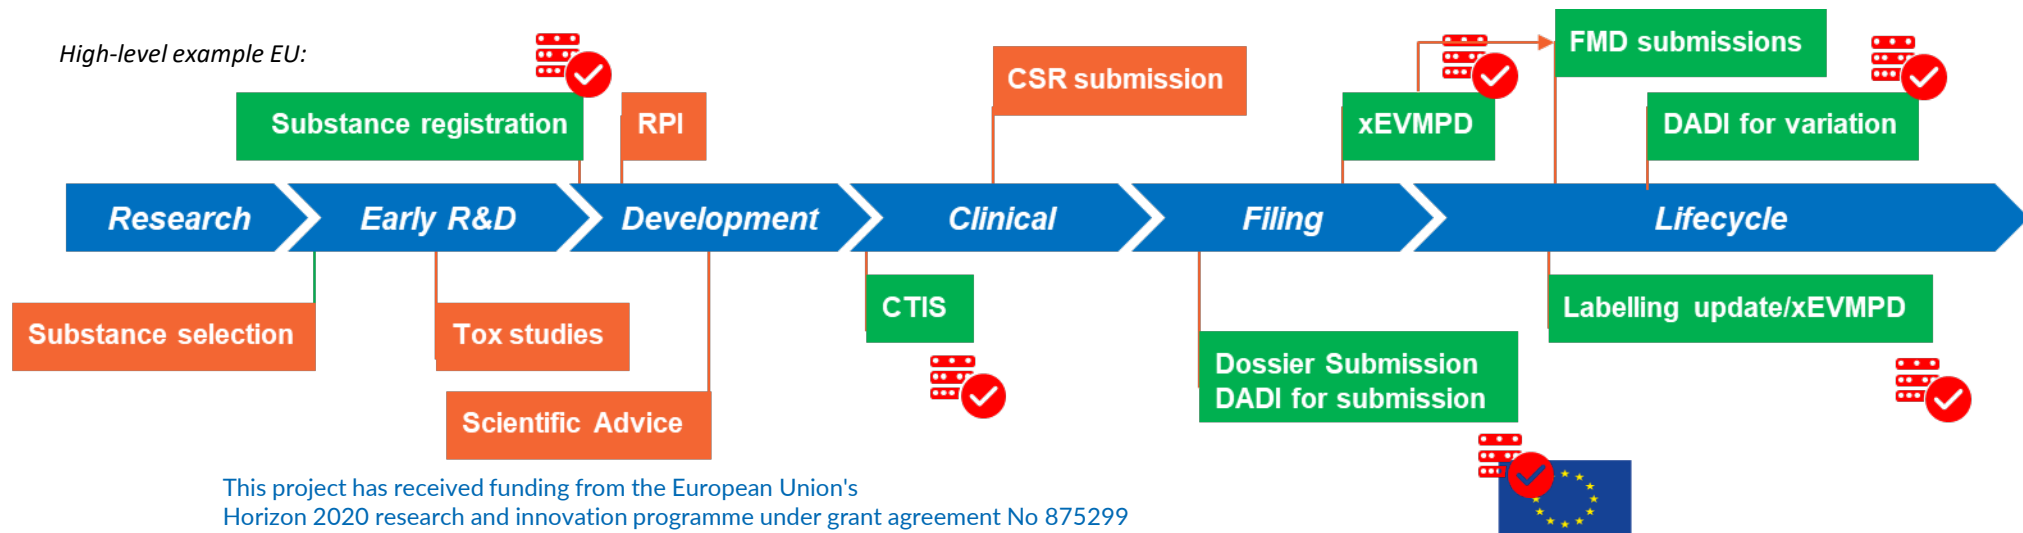 High-level example EU:
FMD submissions
CSR submission
Substance registration
RPI
xEVMPD
DADI for variation
Research
Early R&D
Development
Clinical
Filing
Lifecycle
Substance selection
Tox studies
Scientific Advice
CTIS
Dossier Submission
DADI for submission
Labelling update/xEVMPD
This project has received funding from the European Union's
Horizon 2020 research and innovation programme under grant agreement No 875299